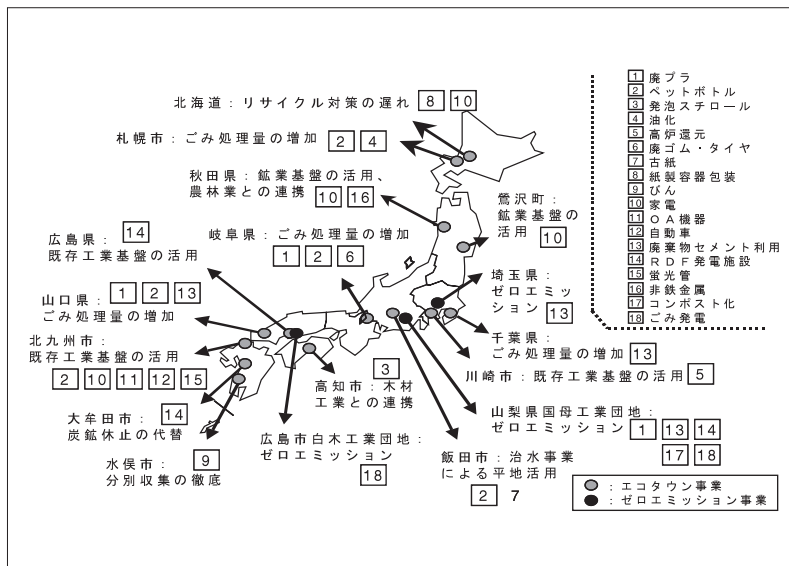 北海道：リサイクル対策の遅れ 8 10
札幌市：ごみ処理量の増加 2 4
秋田県：鉱業基盤の活用、
農林業との連携 10 16
鶯沢町：
鉱業基盤の
活用 10
広島県： 14
既存工業基盤の活用
岐阜県：ごみ処理量の増加
1 2 6
山口県： 1 2 13
ごみ処理量の増加
北九州市：
既存工業基盤の活用
2 10 11 12 15
大牟田市： 14
炭鉱休止の代替
水俣市： 9
分別収集の徹底
埼玉県：
ゼロエミッ
ション 13
千葉県：
ごみ処理量の増加 13
川崎市：既存工業基盤の活用 5
3
高知市：木材
工業との連携
広島市白木工業団地：
ゼロエミッション
18
山梨県国母工業団地：
ゼロエミッション 1 13 14
17 18
飯田市：治水事業
による平地活用
2 7
1 廃プラ
2 ペットボトル
3 発泡スチロール
4 油化
5 高炉還元
6 廃ゴム・タイヤ
7 古紙
8 紙製容器包装
9 びん
10 家電
11 ＯＡ機器
12 自動車
13 廃棄物セメント利用
14 ＲＤＦ発電施設
15 蛍光管
16 非鉄金属
17 コンポスト化
18 ごみ発電
：エコタウン事業
：ゼロエミッション事業